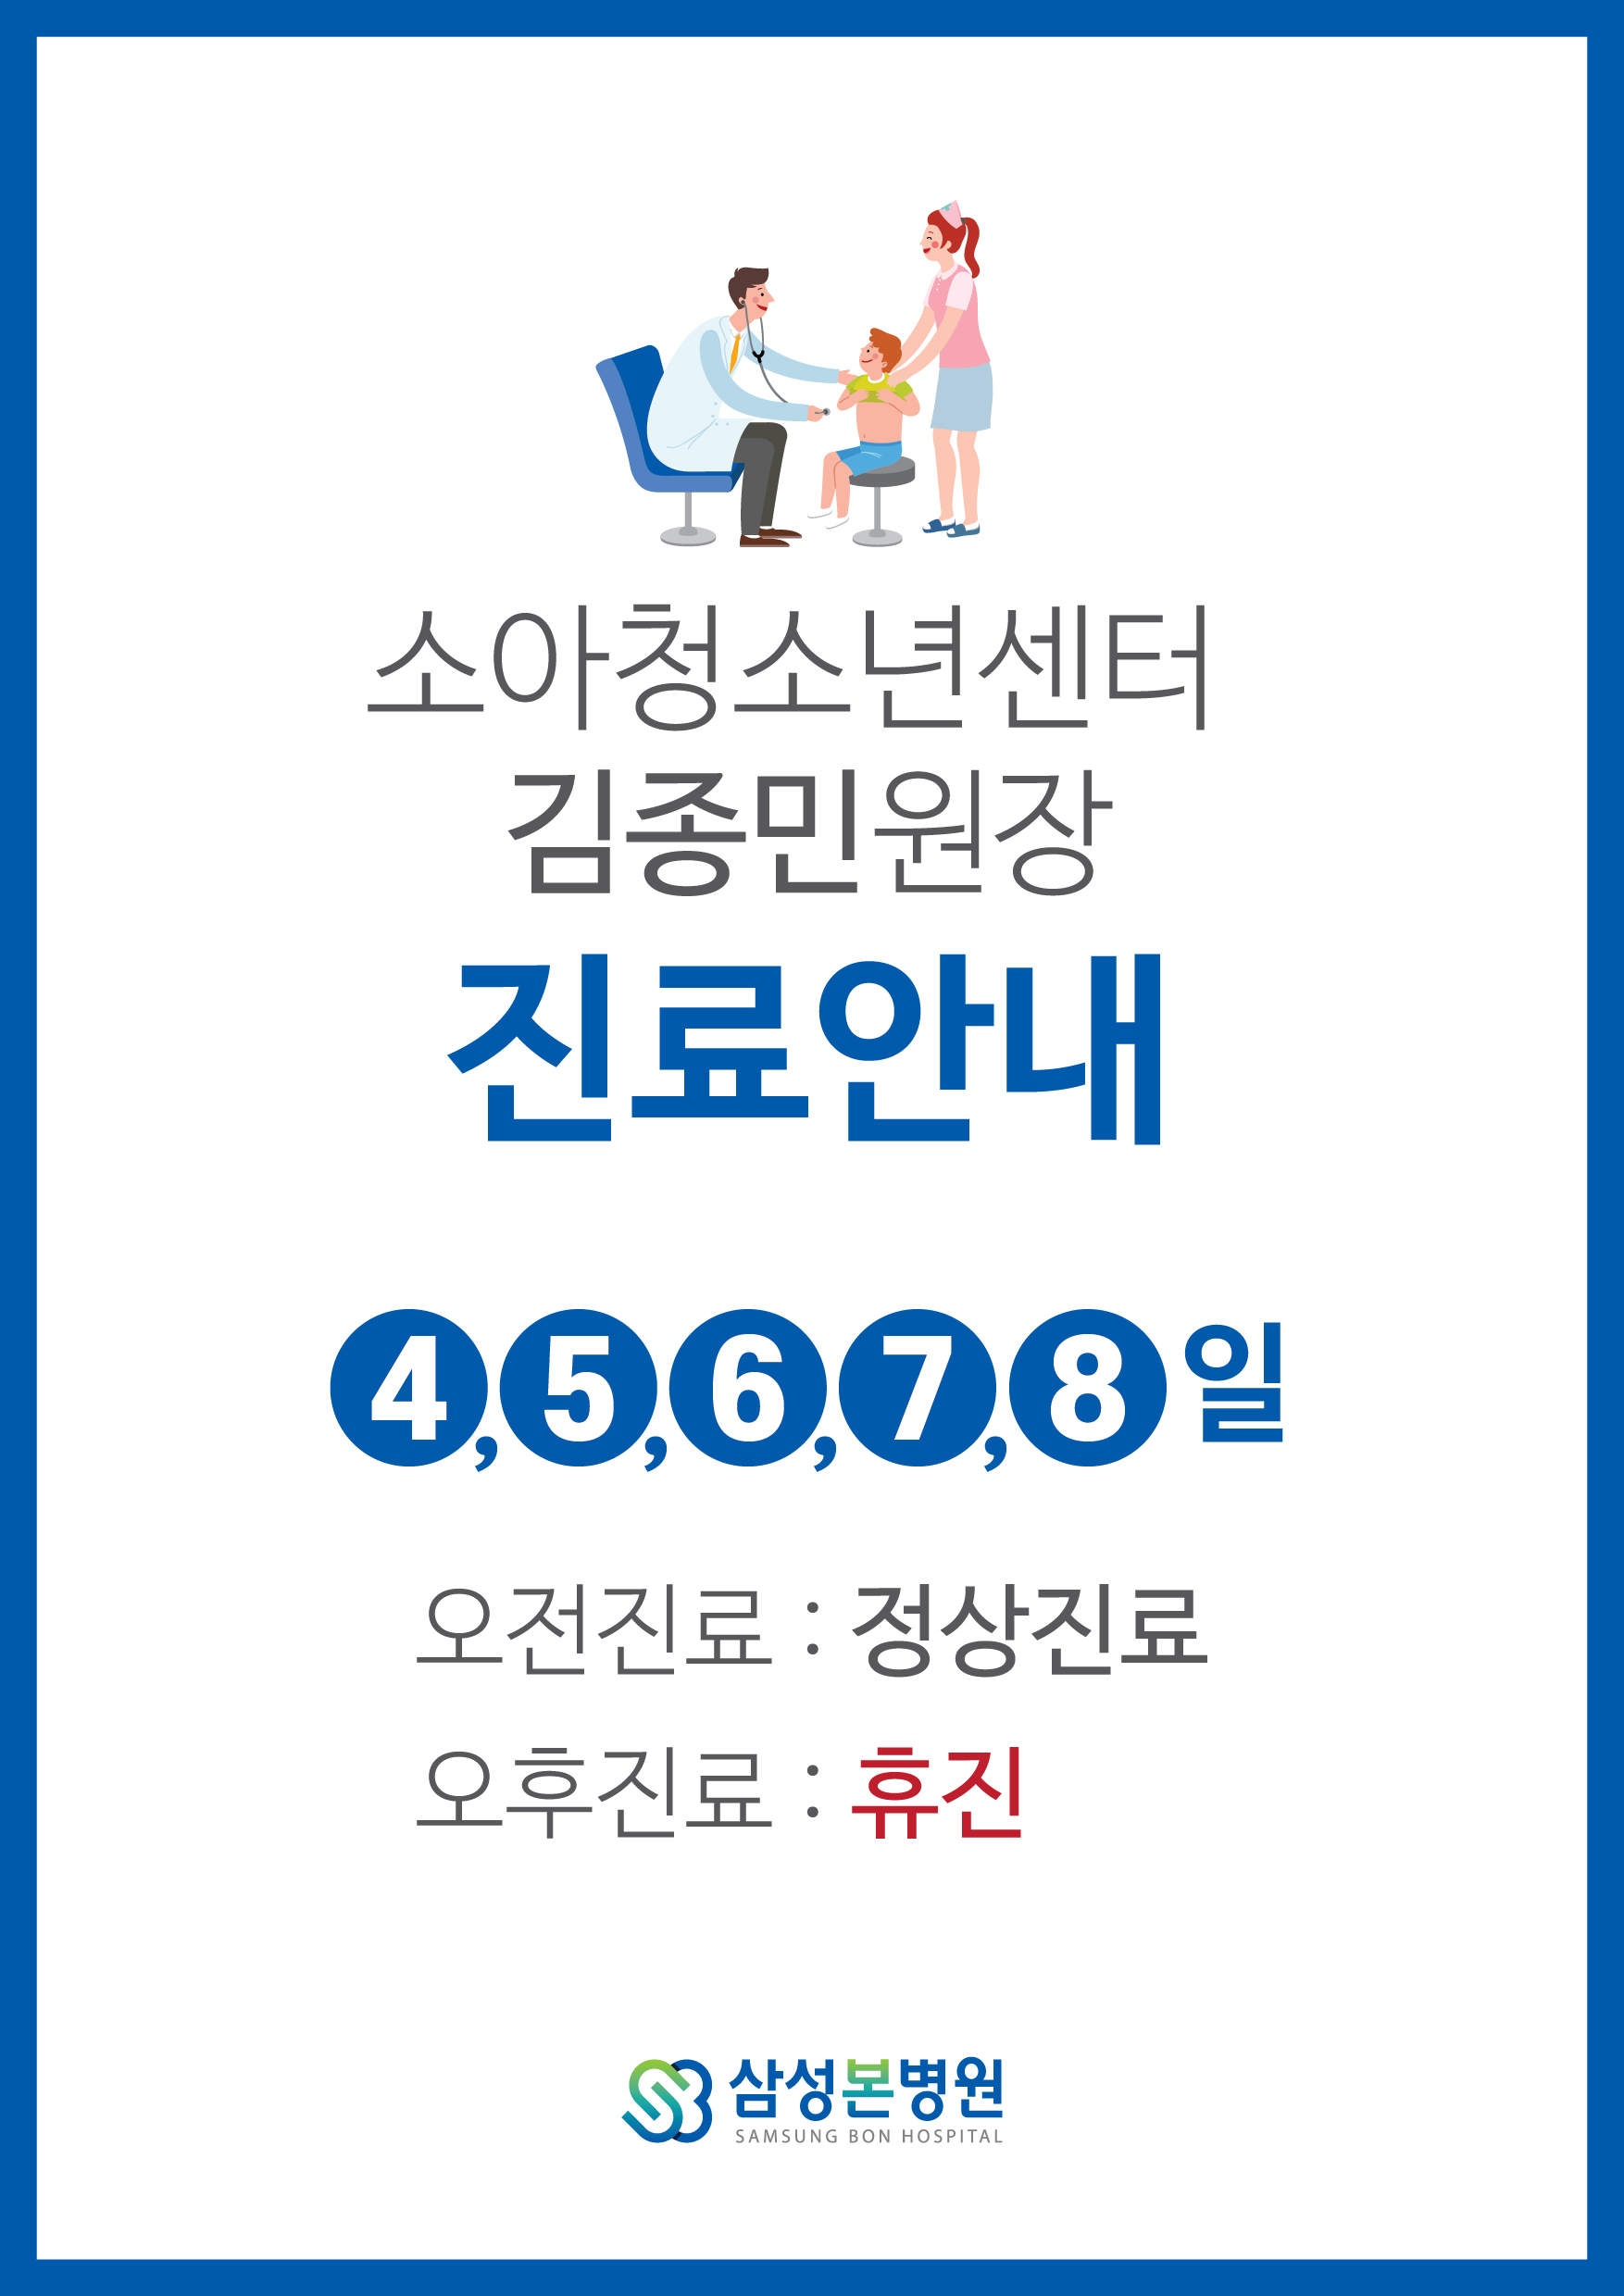 소아청소년센터
김종민원장
진료안내
4,5,6,7,8일
오전진료 : 정상진료
오후진료 : 휴진
삼성본병원
SAMSUNG BON HOSPITAL